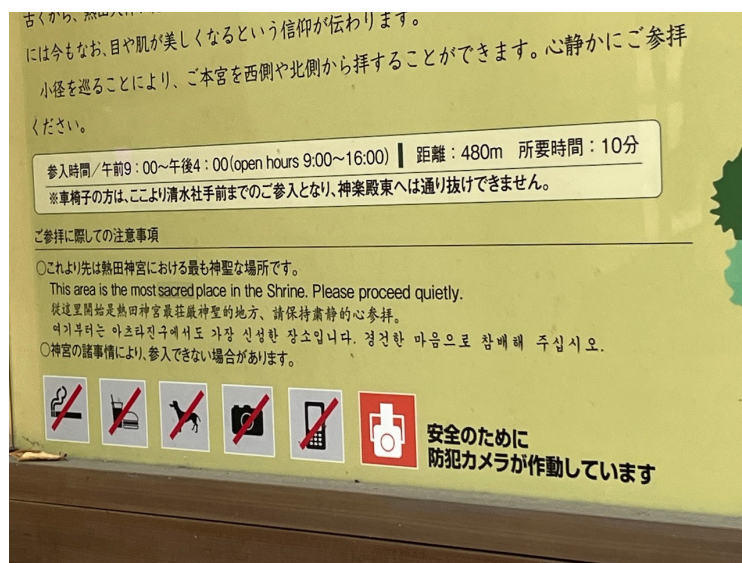 古くから、熱田大神
には今もなお、目や肌が美しくなるという信仰が伝わります。
小径を巡ることにより、ご本宮を西側や北側から拝することができます。心静かにご参拝
ください。
参入時間/午前9:00~午後4:00(open hours 9:00~16:00) ┃ 距離:480m 所要時間:10分
※車椅子の方は、ここより清水社手前までのご参入となり、神楽殿東へは通り抜けできません。
ご参拝に際しての注意事項
○これより先は熱田神宮における最も神聖な場所です。
This area is the most sacred place in the Shrine. Please proceed quietly.
從這里開始是熱田神宮最荘厳神聖的地方、請保持粛静的心參拜。
여기부터는 아츠타진구에서도 가장 신성한 장소입니다. 경건한 마음으로 참배해 주십시오.
○神宮の諸事情により、参入できない場合があります。
安全のために
防犯カメラが作動しています